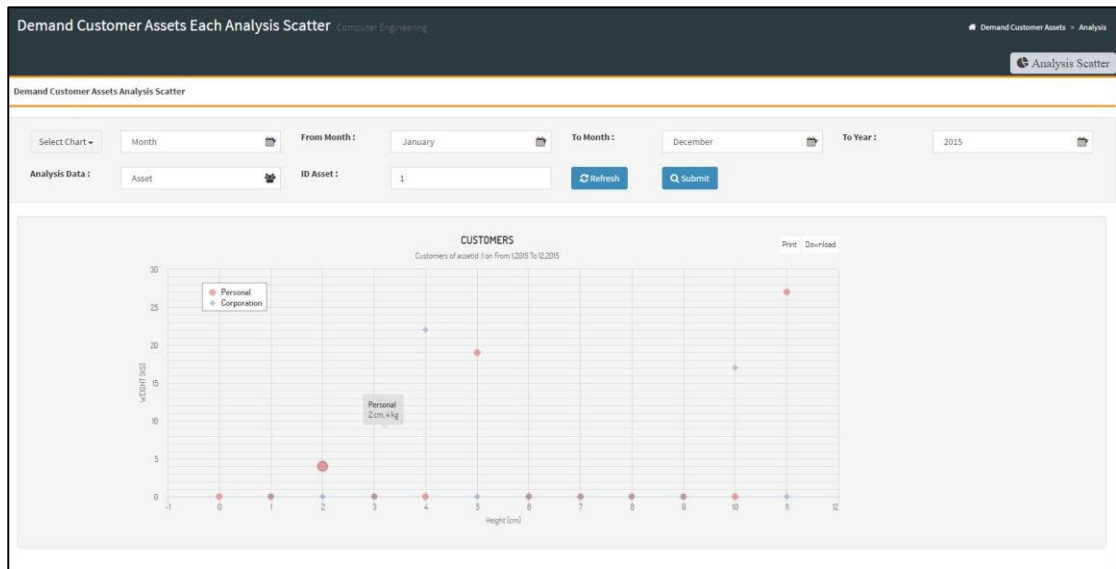 Demand Customer Assets Each Analysis Scatter Computer Engineering
Demand Customer Assets > Analysis
Analysis Scatter
Demand Customer Assets Analysis Scatter
Select Chart Month From Month : January To Month : December To Year : 2015
Analysis Data : Asset ID Asset : 1 Refresh Submit
CUSTOMERS
Customers of assetId :1 on From 1,2015 To 12,2015
Print Download
30
Personal
Corporation
25
20
WEIGHT (KG)
15
Personal
2 cm, 4 kg
10
5
0
-1 0 1 2 3 4 5 6 7 8 9 10 11 12
Height (cm)